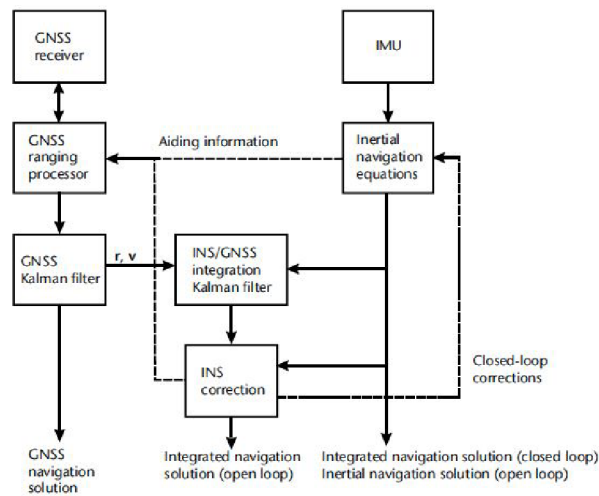 GNSS
receiver
IMU
GNSS
ranging
processor
Aiding information
Inertial
navigation
equations
GNSS
Kalman filter
r, v
INS/GNSS
integration
Kalman filter
INS
correction
Closed-loop
corrections
GNSS
navigation
solution
Integrated navigation
solution (open loop)
Integrated navigation solution (closed loop)
Inertial navigation solution (open loop)